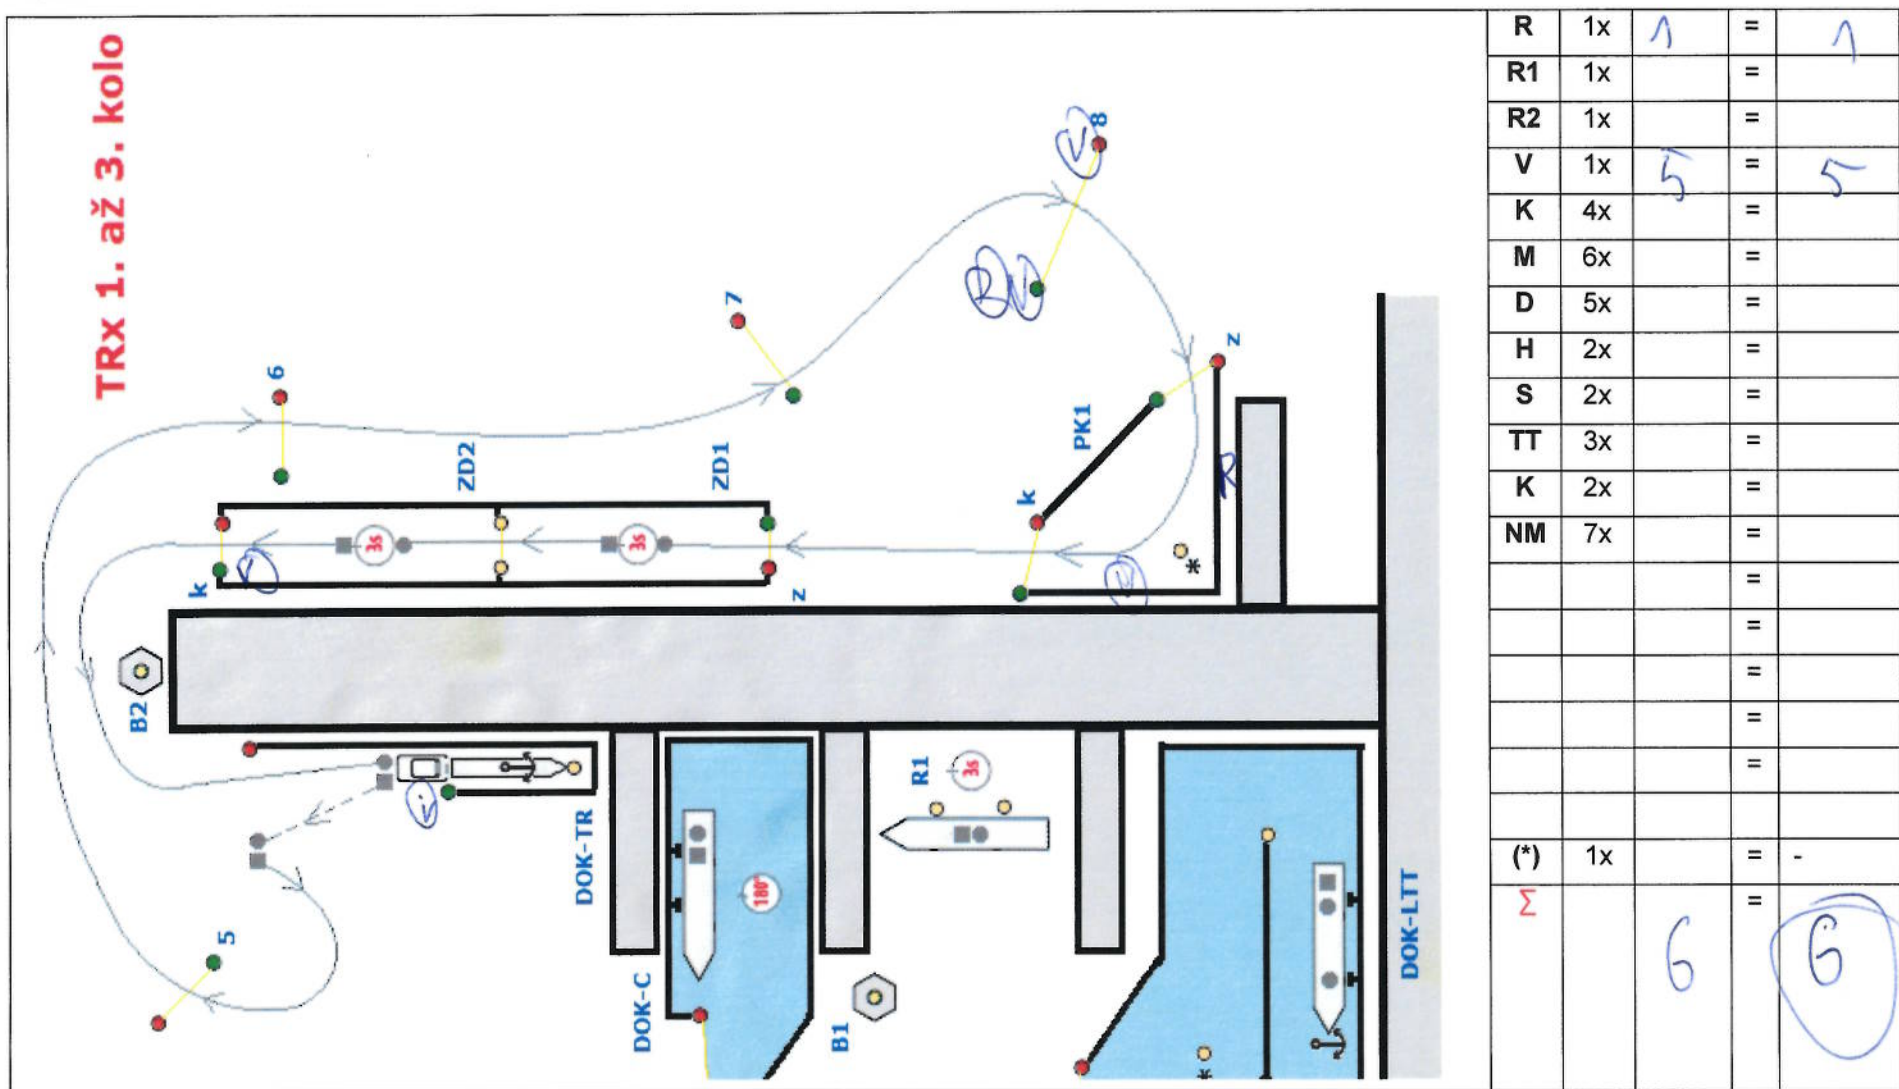 TRx 1. až 3. kolo
8
7
6
z
PK1
k
R
ZD2
ZD1
3s
3s
k
z
*
B2
DOK-TR
R1
3s
5
DOK-C
180°
B1
*
DOK-LTT
R 1x 1 = 1
R1 1x =
R2 1x =
V 1x 5 = 5
K 4x =
M 6x =
D 5x =
H 2x =
S 2x =
TT 3x =
K 2x =
NM 7x =
=
=
=
=
=
(*) 1x = -
Σ 6 = 6